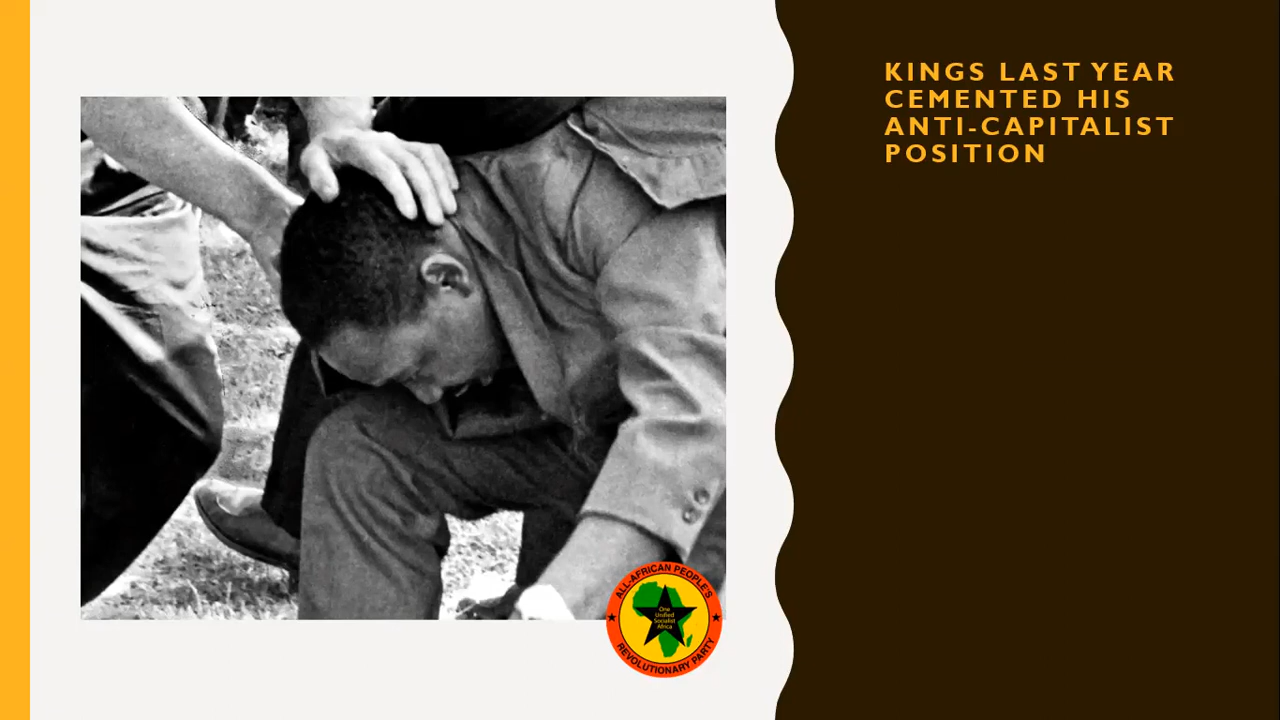 KINGS LAST YEAR
CEMENTED HIS
ANTI-CAPITALIST
POSITION
ALL-AFRICAN PEOPLE'S
One
Unified
Socialist
Africa
REVOLUTIONARY PARTY